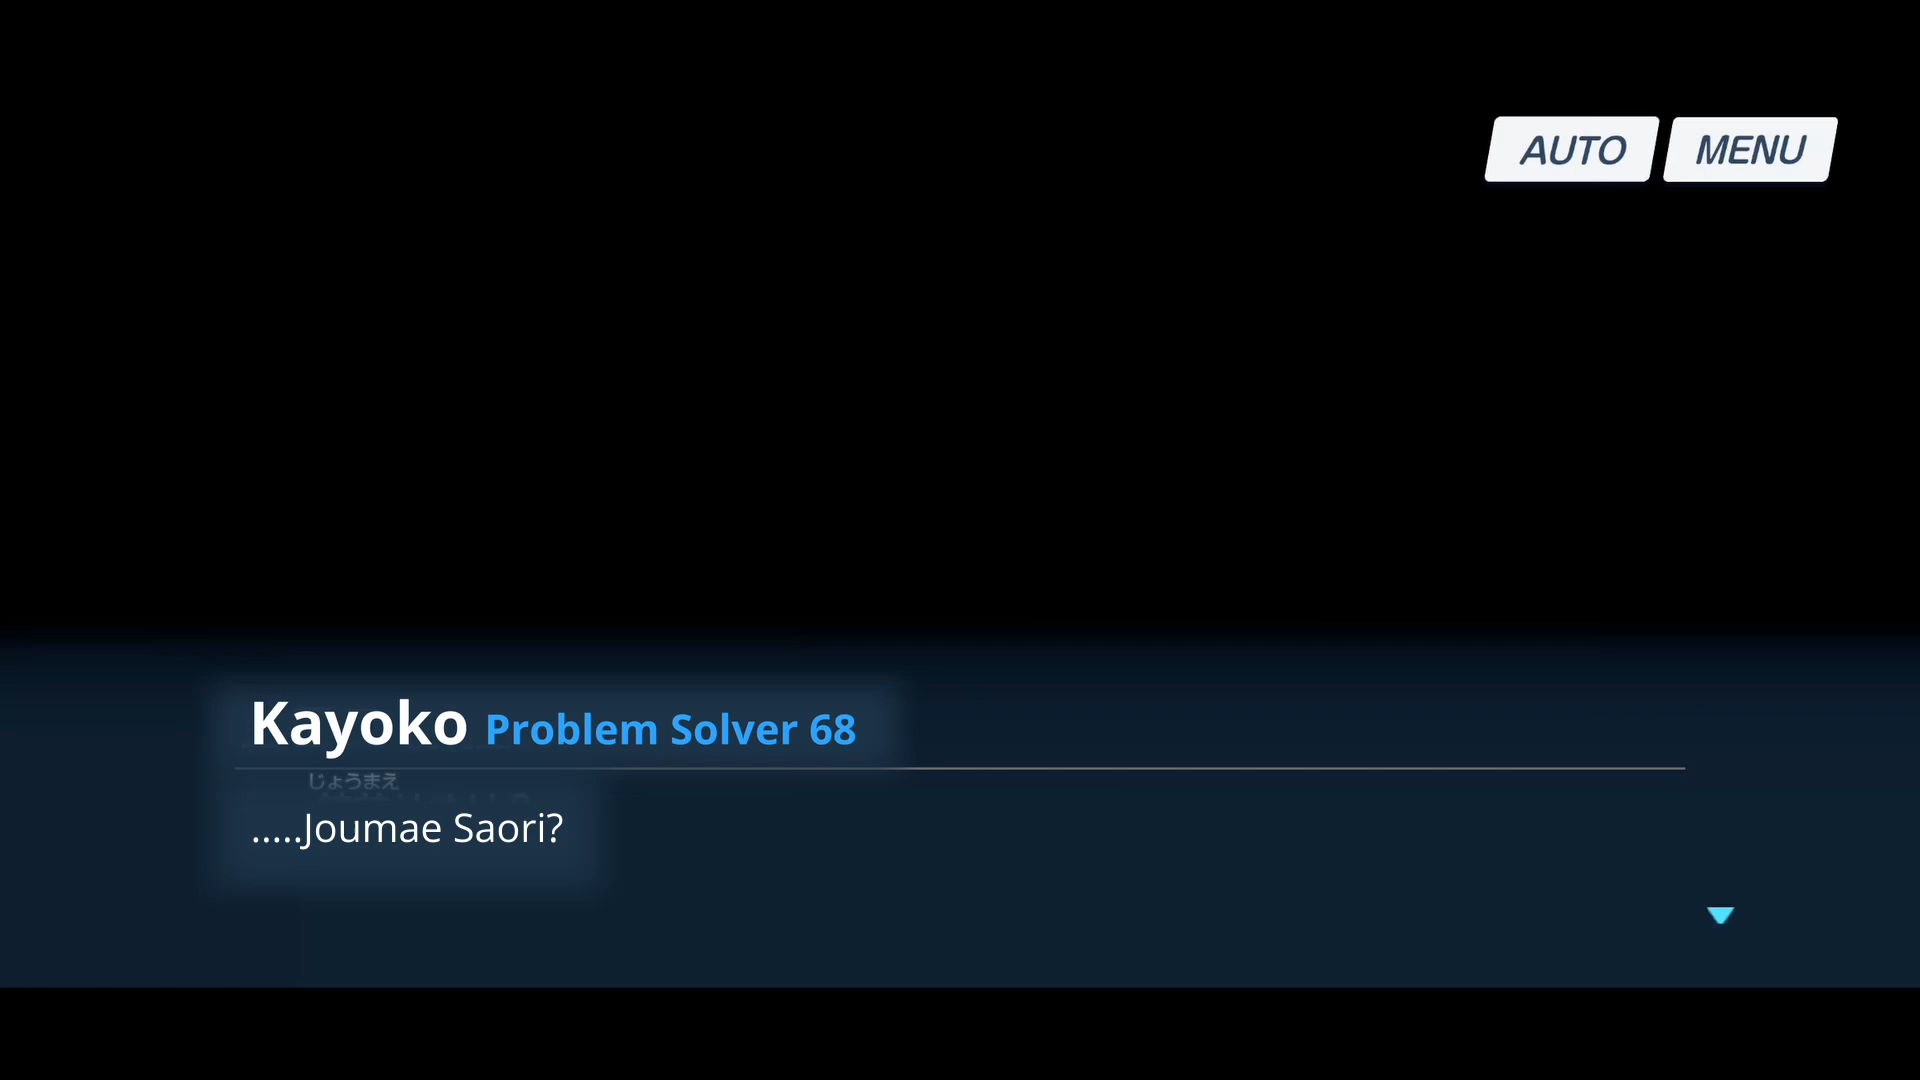 AUTO MENU
Kayoko Problem Solver 68
じょうまえ
.....Joumae Saori?